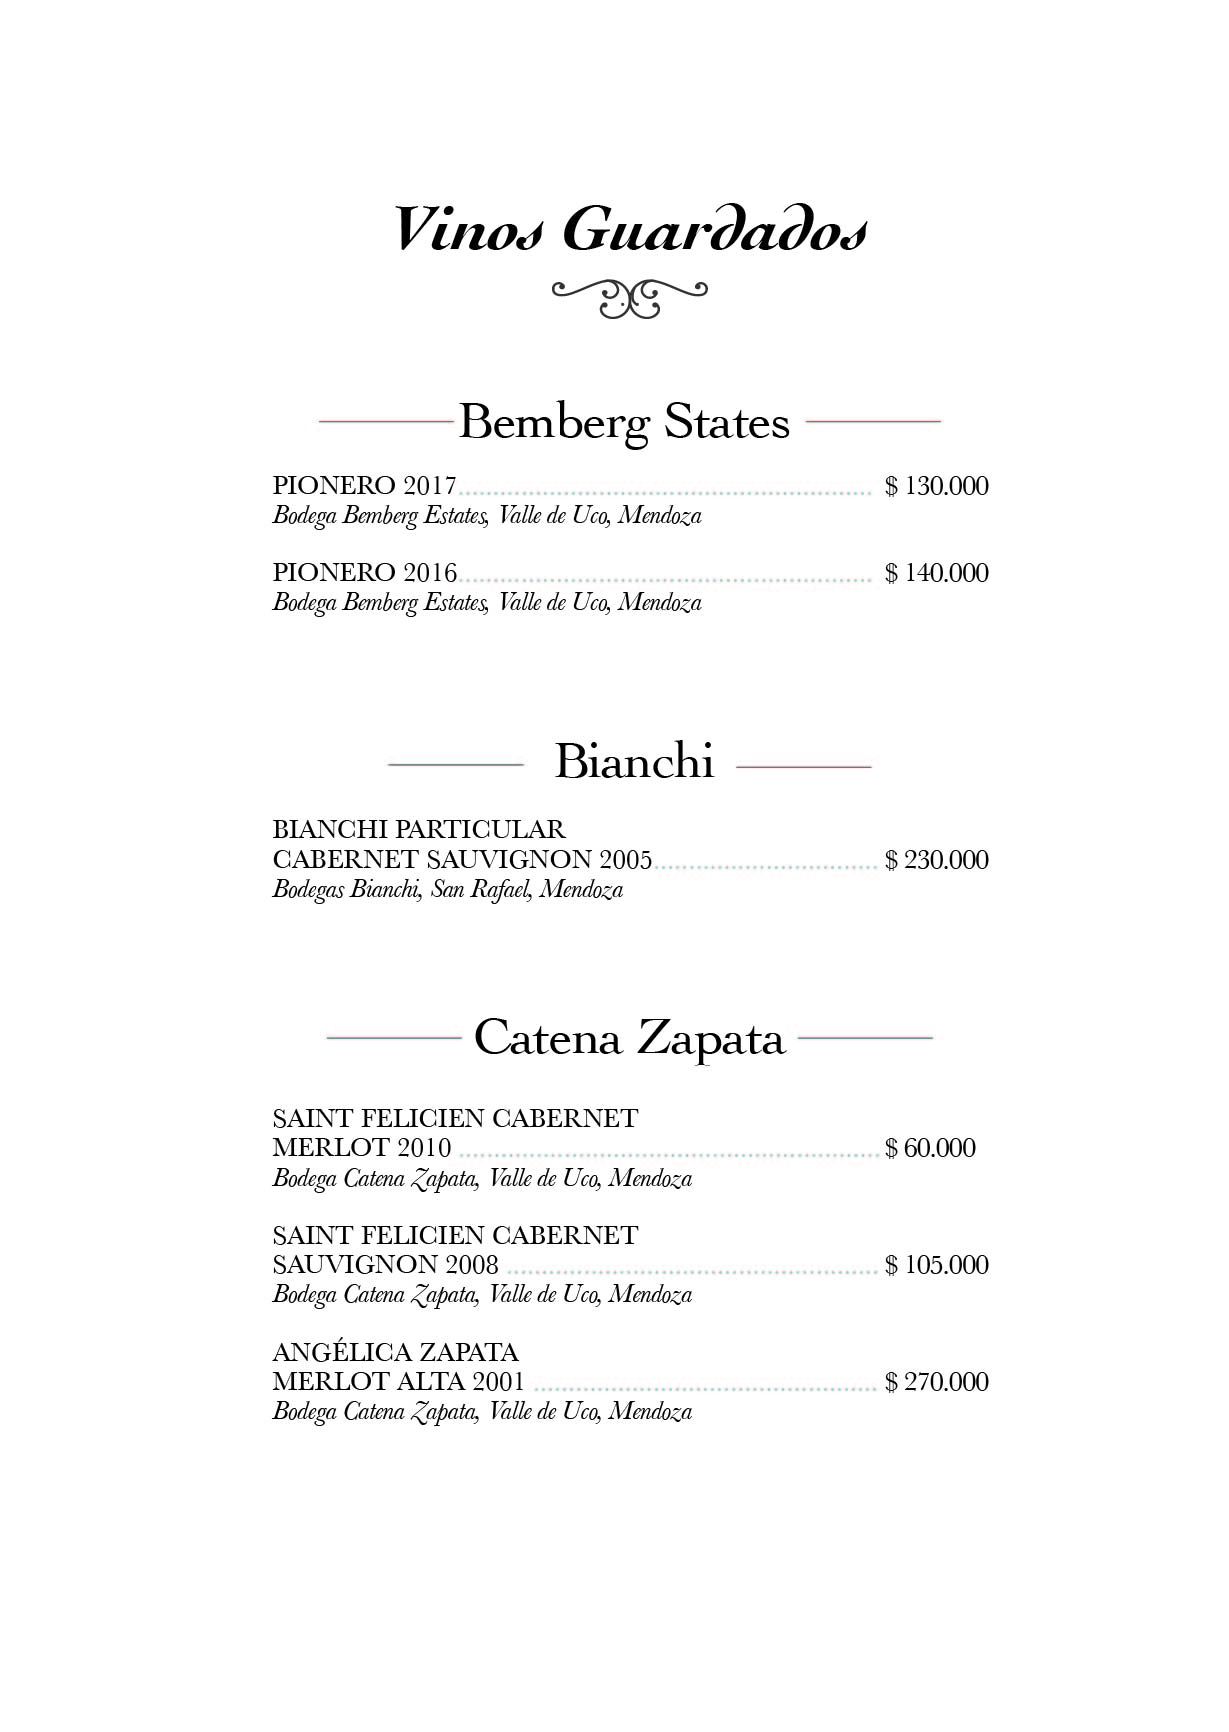 Vinos Guardados
Bemberg States
PIONERO 2017 $ 130.000
Bodega Bemberg Estates, Valle de Uco, Mendoza
PIONERO 2016 $ 140.000
Bodega Bemberg Estates, Valle de Uco, Mendoza
Bianchi
BIANCHI PARTICULAR
CABERNET SAUVIGNON 2005 $ 230.000
Bodegas Bianchi, San Rafael, Mendoza
Catena Zapata
SAINT FELICIEN CABERNET
MERLOT 2010 $ 60.000
Bodega Catena Zapata, Valle de Uco, Mendoza
SAINT FELICIEN CABERNET
SAUVIGNON 2008 $ 105.000
Bodega Catena Zapata, Valle de Uco, Mendoza
ANGÉLICA ZAPATA
MERLOT ALTA 2001 $ 270.000
Bodega Catena Zapata, Valle de Uco, Mendoza